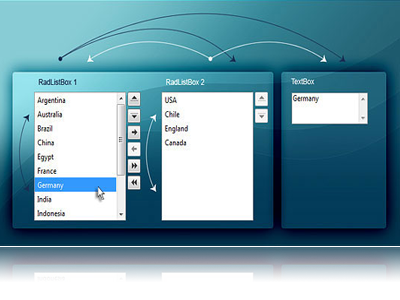 RadListBox 1
Argentina
Australia
Brazil
China
Egypt
France
Germany
India
Indonesia
RadListBox 2
USA
Chile
England
Canada
TextBox
Germany